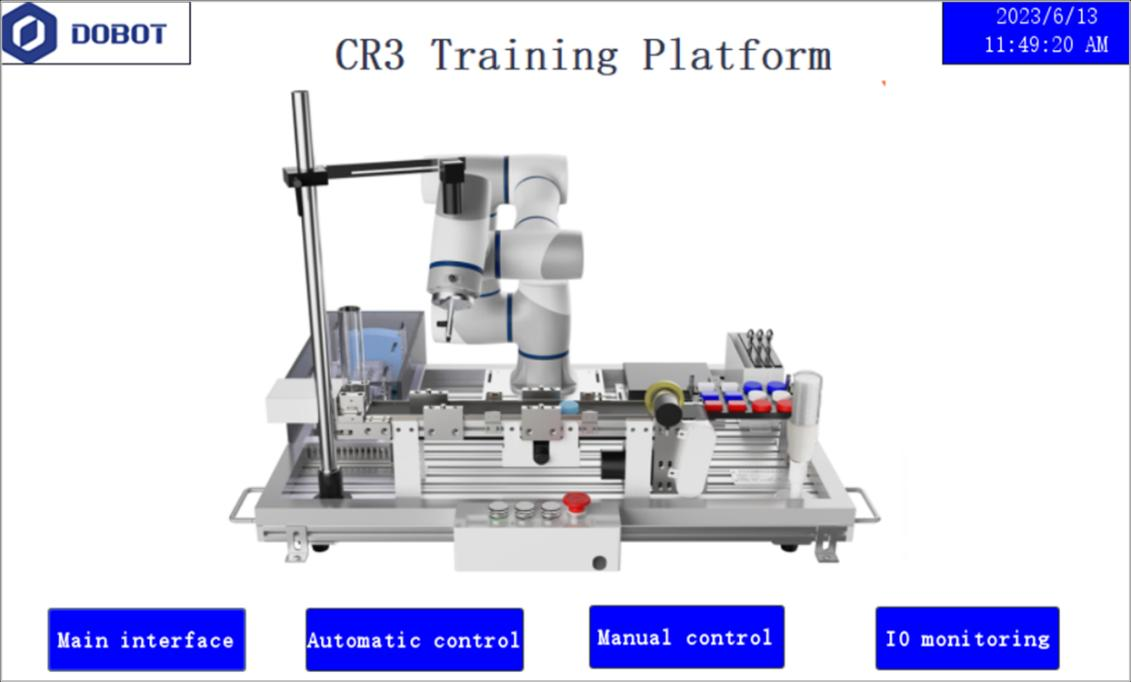 DOBOT
2023/6/13
11:49:20 AM
CR3 Training Platform
Main interface
Automatic control
Manual control
IO monitoring